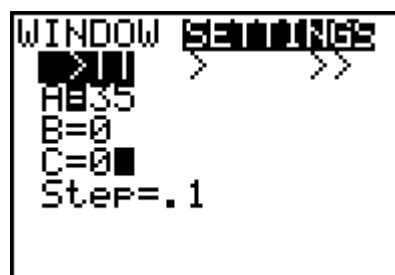 WINDOW SETTINGS
>|| > >>
A=35
B=0
C=0
Step=.1